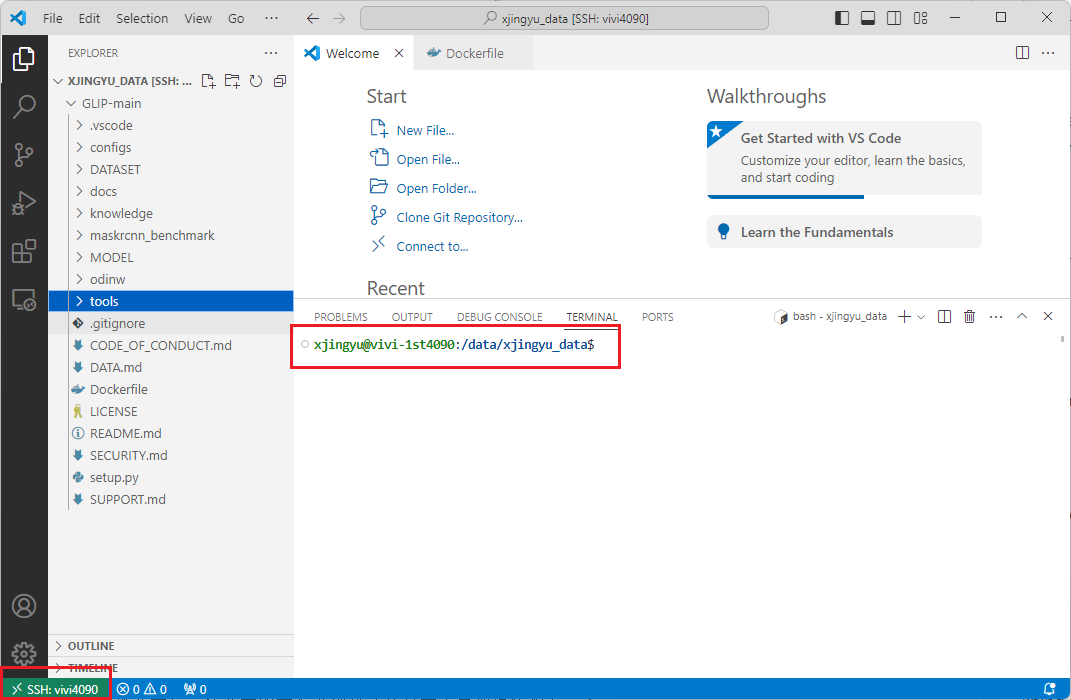 File Edit Selection View Go ··· xjingyu_data [SSH: vivi4090]
EXPLORER
XJINGYU_DATA [SSH: ...
GLIP-main
.vscode
configs
DATASET
docs
knowledge
maskrcnn_benchmark
MODEL
odinw
tools
.gitignore
CODE_OF_CONDUCT.md
DATA.md
Dockerfile
LICENSE
README.md
SECURITY.md
setup.py
SUPPORT.md
OUTLINE
TIMELINE
Welcome Dockerfile
Start
New File...
Open File...
Open Folder...
Clone Git Repository...
Connect to...
Recent
Walkthroughs
Get Started with VS Code
Customize your editor, learn the basics,
and start coding
Learn the Fundamentals
PROBLEMS OUTPUT DEBUG CONSOLE TERMINAL PORTS bash - xjingyu_data
xjingyu@vivi-1st4090:/data/xjingyu_data$
SSH: vivi4090 0 0 0